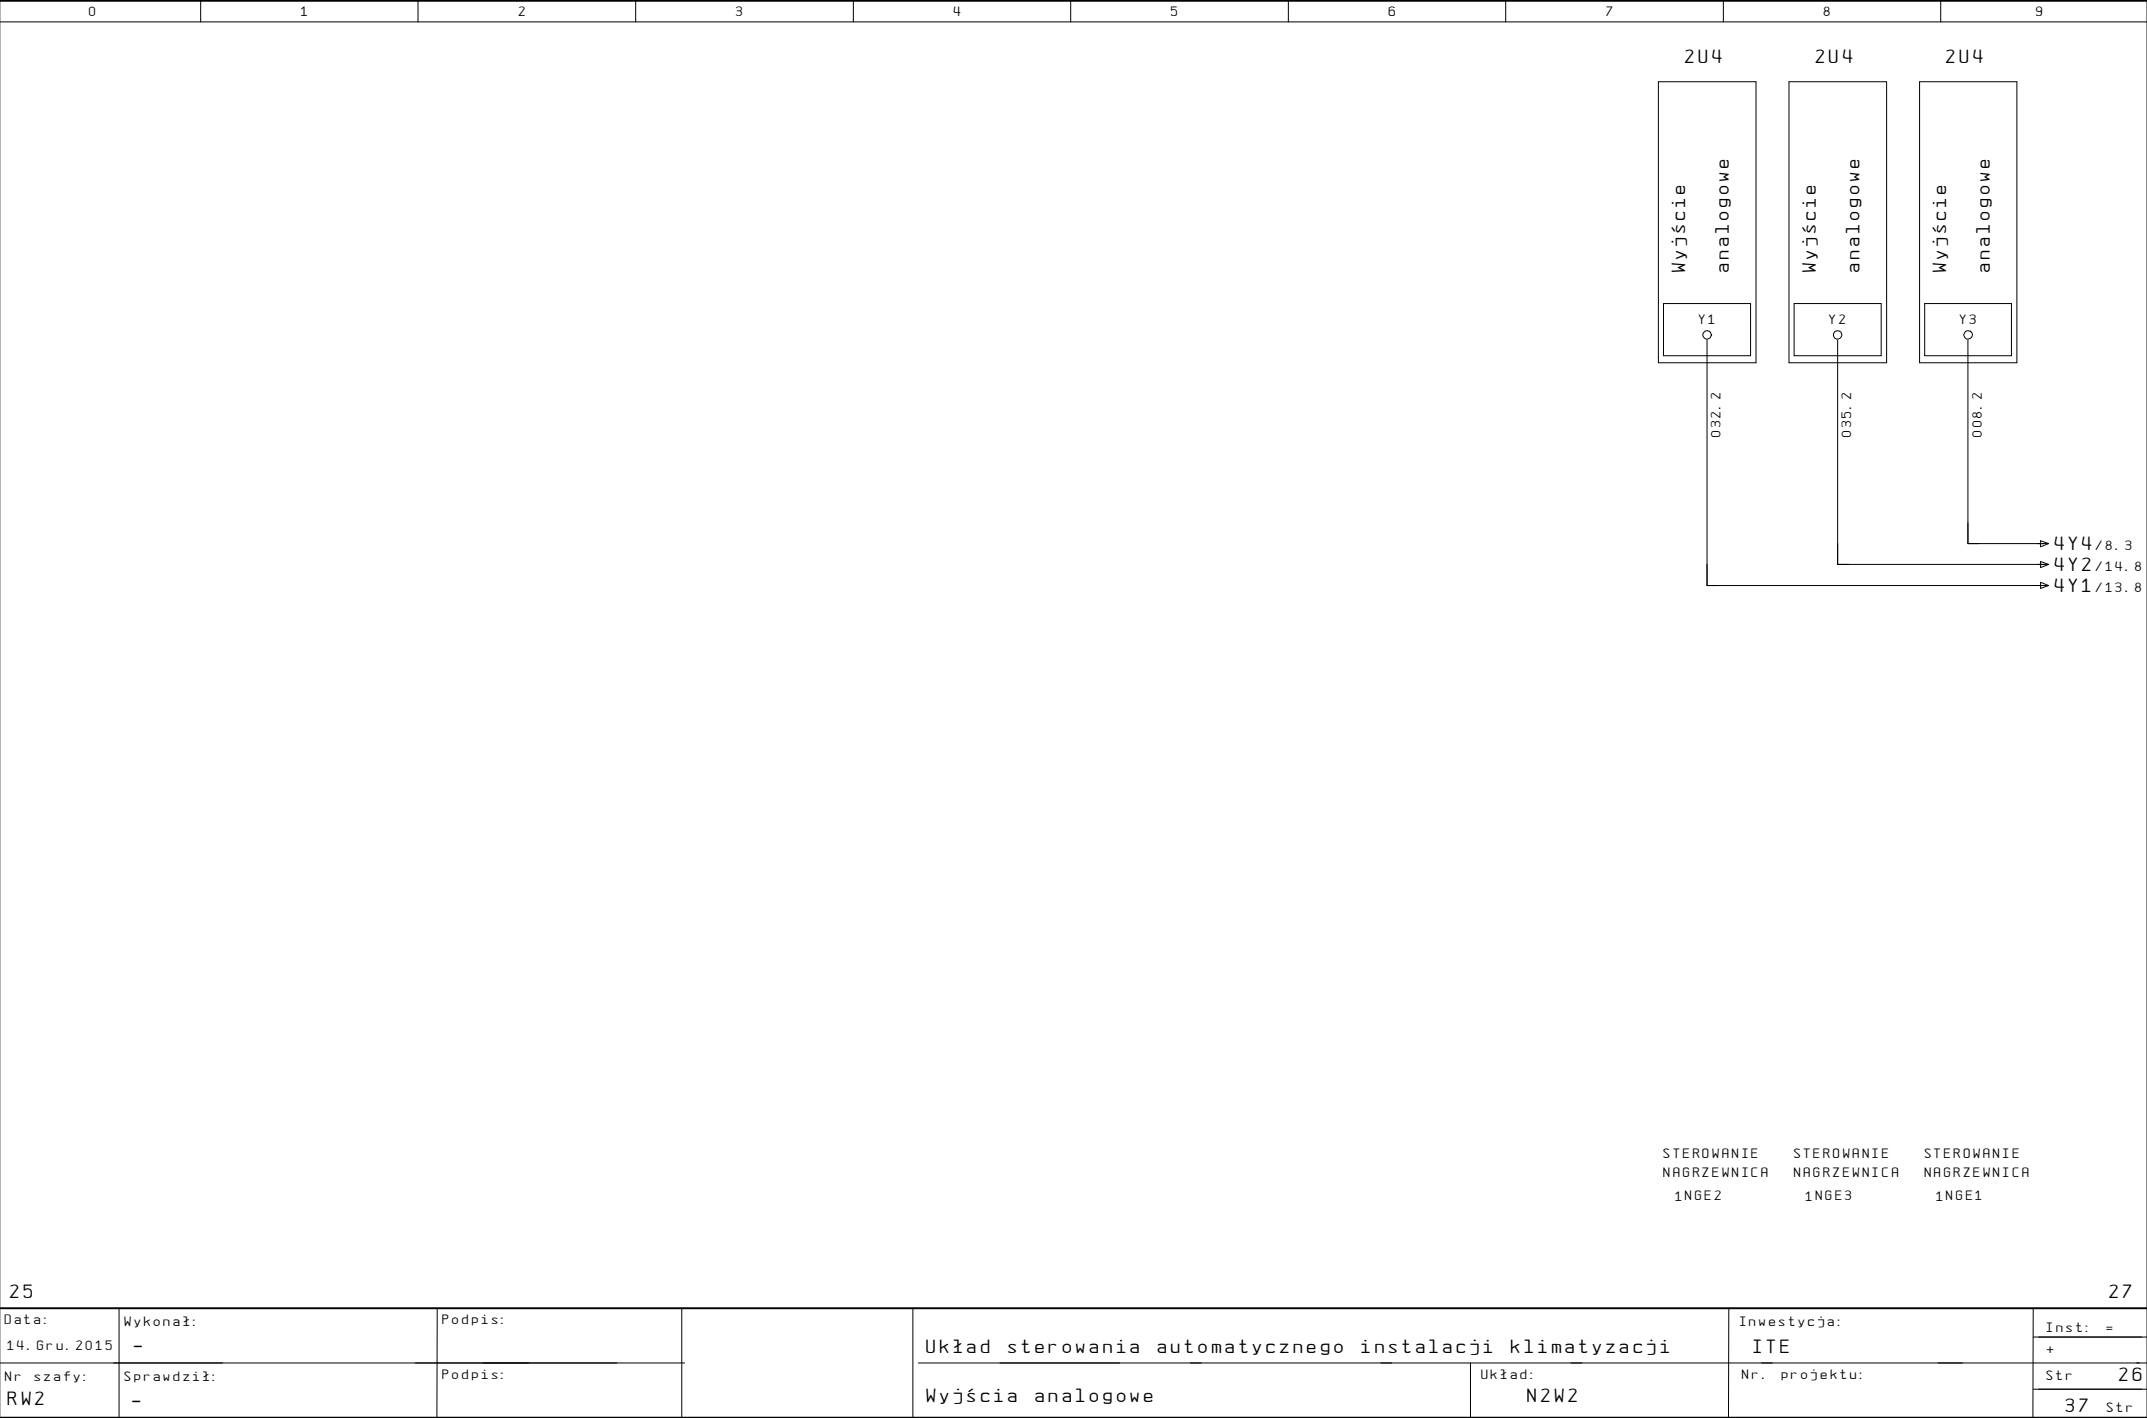 0 1 2 3 4 5 6 7 8 9
2U4 2U4 2U4
Wyjście
analogowe
Wyjście
analogowe
Wyjście
analogowe
Y1 Y2 Y3
032.2 035.2 008.2
4Y4/8.3
4Y2/14.8
4Y1/13.8
STEROWANIE STEROWANIE STEROWANIE
NAGRZEWNICA NAGRZEWNICA NAGRZEWNICA
1NGE2 1NGE3 1NGE1
25 27
Data: Wykonał: Podpis: Inwestycja: Inst: =
14.Gru.2015 – Układ sterowania automatycznego instalacji klimatyzacji ITE +
Nr szafy: Sprawdził: Podpis: Układ: Nr. projektu: Str 26
RW2 – Wyjścia analogowe N2W2 37 Str